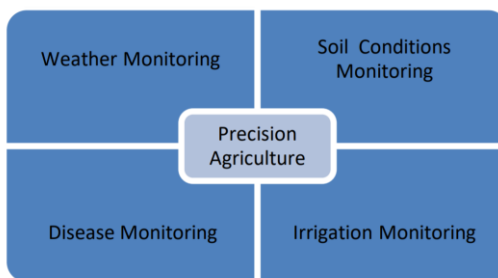 Weather Monitoring
Soil Conditions
Monitoring
Precision
Agriculture
Disease Monitoring
Irrigation Monitoring